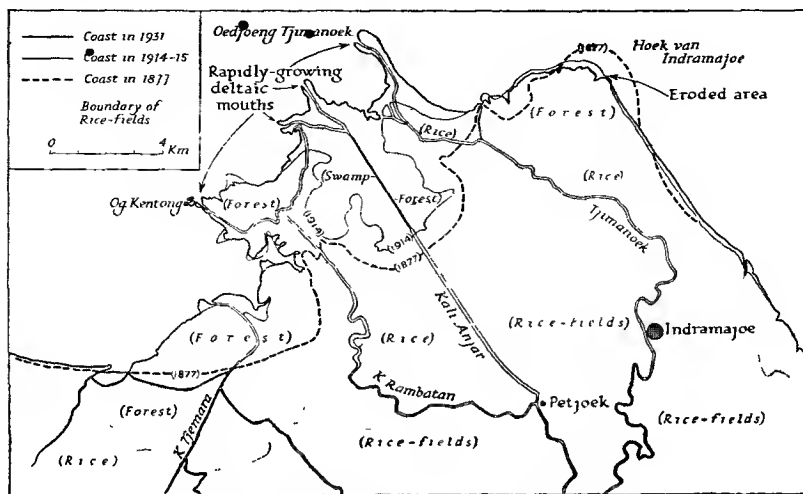 Coast in 1931
Coast in 1914-15
Coast in 1877
Boundary of
Rice-fields
0 4
Km
Oedjoeng Tjimanoek
Rapidly-growing
deltaic
mouths
(1877)
Hoek van
Indramajoe
Eroded area
(Forest)
(Rice)
(Rice)
(Swamp-
Forest)
Og Kentong
(Forest)
(1914)
(1914)
(1877)
Tjimanoek
Kali Anjar
(Rice-fields)
Indramajoe
(Forest)
(Rice)
(1877)
K Rambatan
Petjoek
(Forest)
K Tjemara
(Rice)
(Rice-fields)
(Rice-fields)